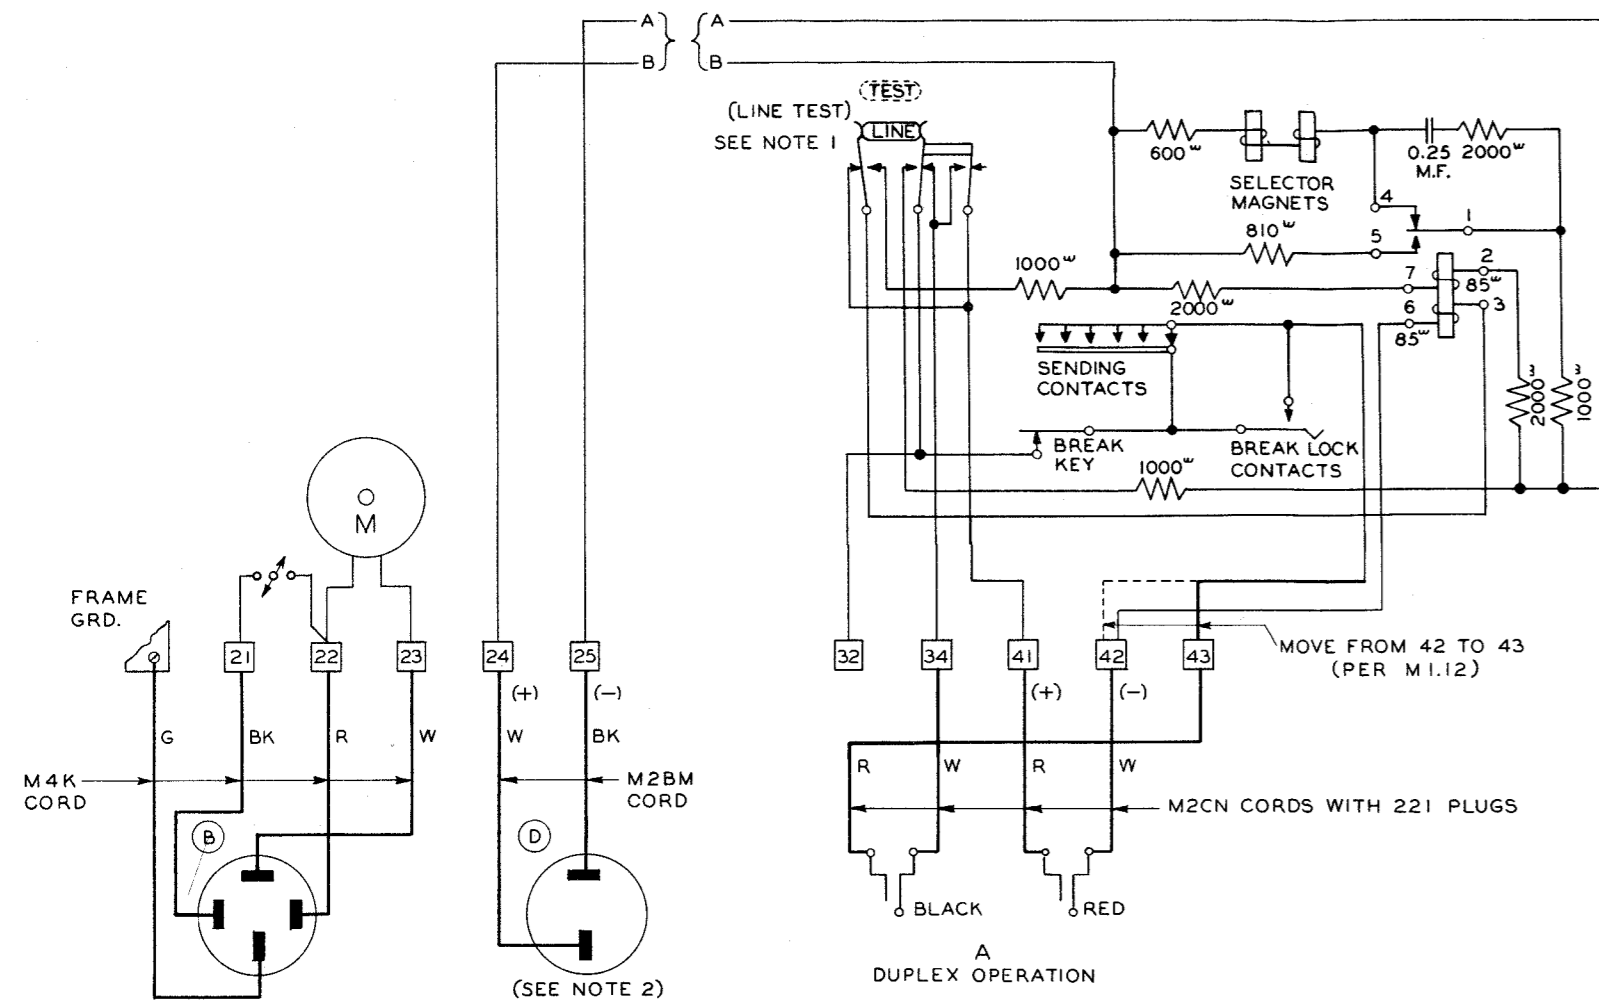 A
A
B
B
TEST
(LINE TEST)
LINE
SEE NOTE 1
600ω
0.25
M.F.
2000ω
SELECTOR
MAGNETS
4
810ω
1
5
1000ω
2
7
85ω
2000ω
6
3
85ω
SENDING
CONTACTS
2000ω
1000ω
BREAK
KEY
BREAK LOCK
CONTACTS
1000ω
M
FRAME
GRD.
21
22
23
24
25
32
34
41
42
43
MOVE FROM 42 TO 43
(PER M1.12)
(+)
(-)
(+)
(-)
G
BK
R
W
W
BK
R
W
R
W
M4K
CORD
M2BM
CORD
M2CN CORDS WITH 221 PLUGS
B
D
BLACK
RED
A
DUPLEX OPERATION
(SEE NOTE 2)